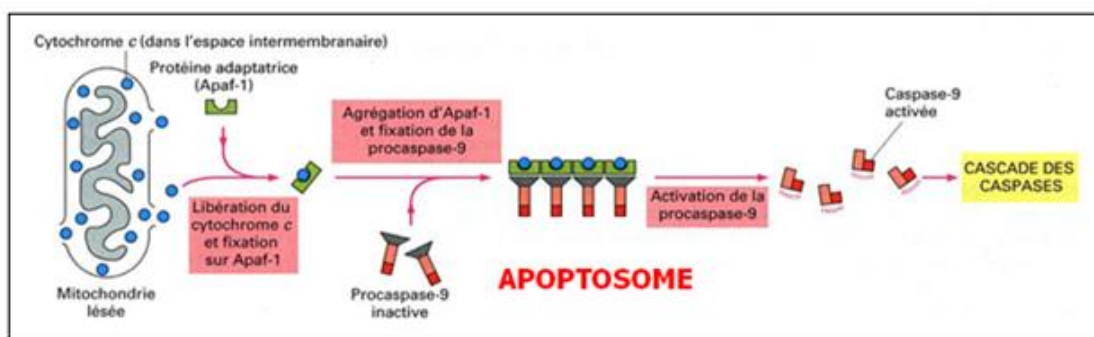 Cytochrome c (dans l'espace intermembranaire)
Protéine adaptatrice
(Apaf-1)
Agrégation d'Apaf-1
et fixation de la
procaspase-9
Caspase-9
activée
CASCADE DES
CASPASES
Libération du
cytochrome c
et fixation
sur Apaf-1
Activation de la
procaspase-9
APOPTOSOME
Mitochondrie
lésée
Procaspase-9
inactive